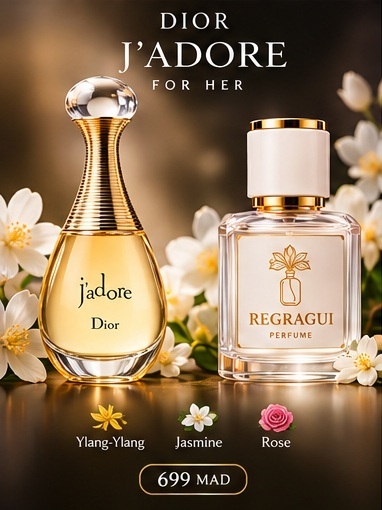 DIOR
J'ADORE
FOR HER
j'adore
Dior
REGRAGUI
PERFUME
Ylang-Ylang
Jasmine
Rose
699 MAD